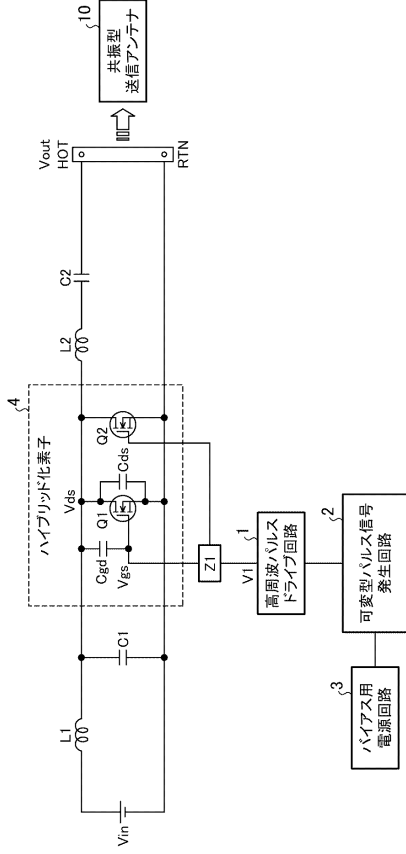 10
共振型
送信アンテナ
Vout
HOT
RTN
C2
L2
4
ハイブリッド化素子
Vds
Q2
Q1
Cds
Cgd
Vgs
Z1
C1
L1
Vin
V1
1
高周波パルス
ドライブ回路
2
可変型パルス信号
発生回路
3
バイアス用
電源回路